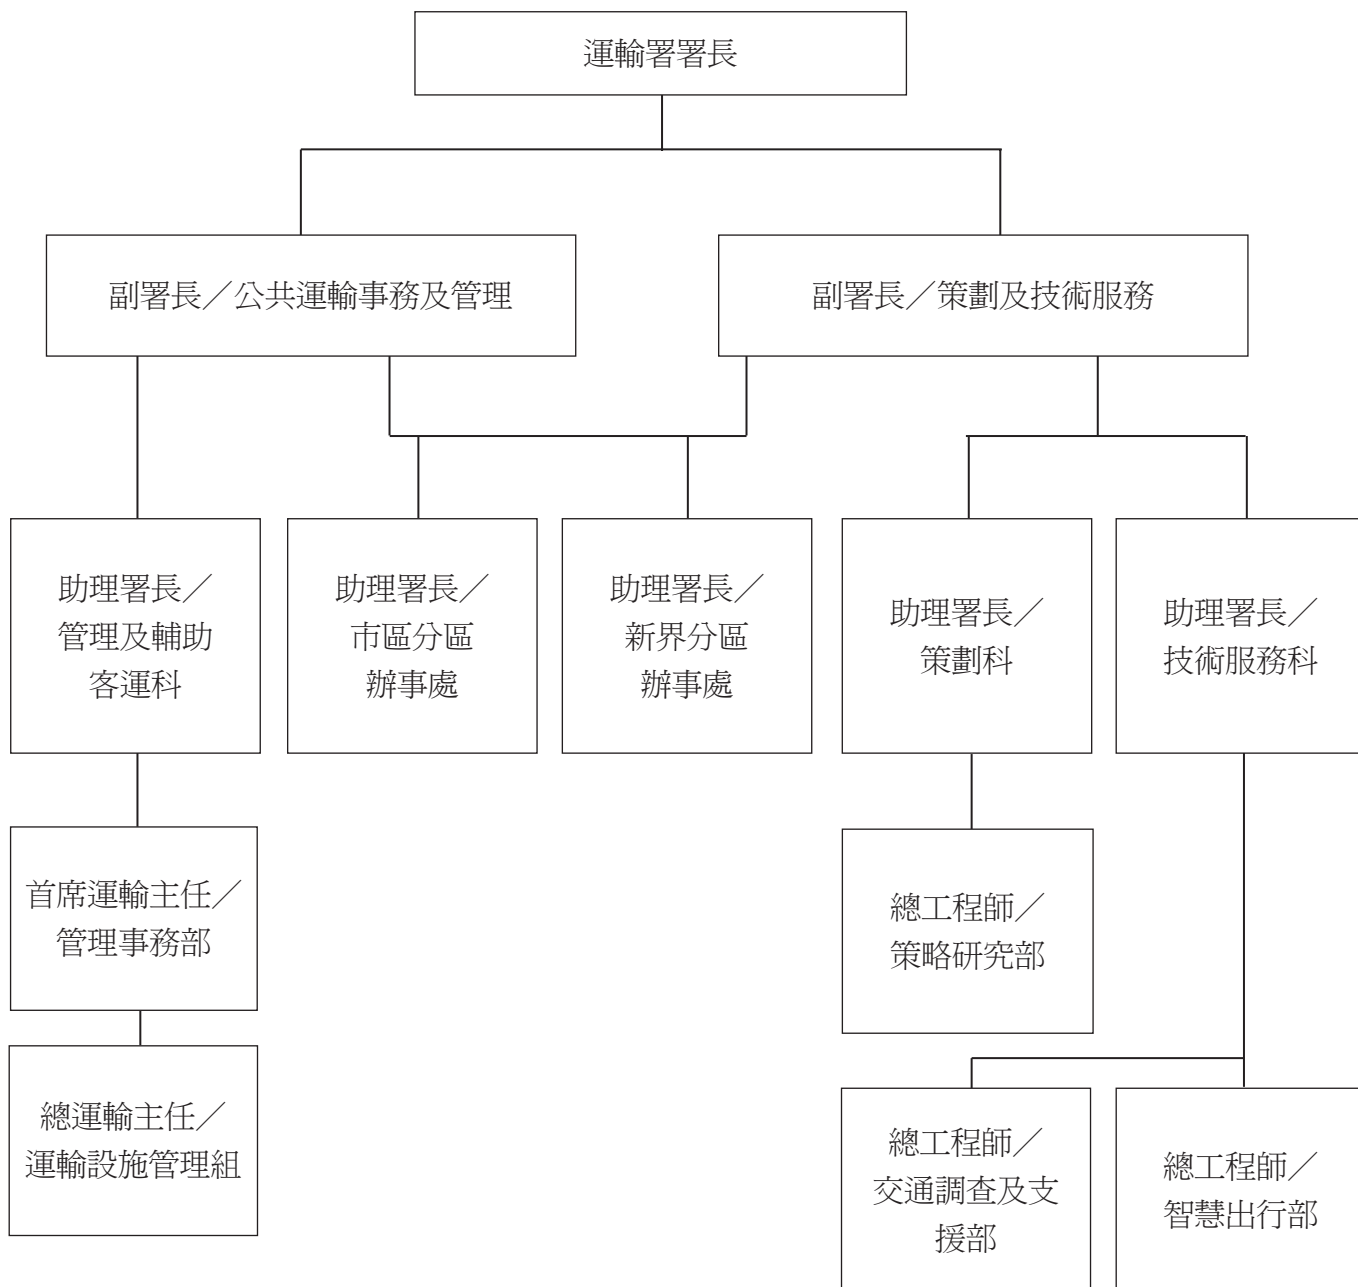 運輸署署長
副署長／公共運輸事務及管理
副署長／策劃及技術服務
助理署長／
管理及輔助
客運科
助理署長／
市區分區
辦事處
助理署長／
新界分區
辦事處
助理署長／
策劃科
助理署長／
技術服務科
首席運輸主任／
管理事務部
總工程師／
策略研究部
總運輸主任／
運輸設施管理組
總工程師／
交通調查及支
援部
總工程師／
智慧出行部